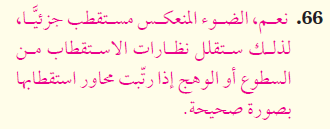 66. نعم، الضوء المنعكس مستقطب جزئيًّا،
لذلك ستقلل نظارات الاستقطاب من
السطوع أو الوهج إذا رتّبت محاور استقطابها
بصورة صحيحة.